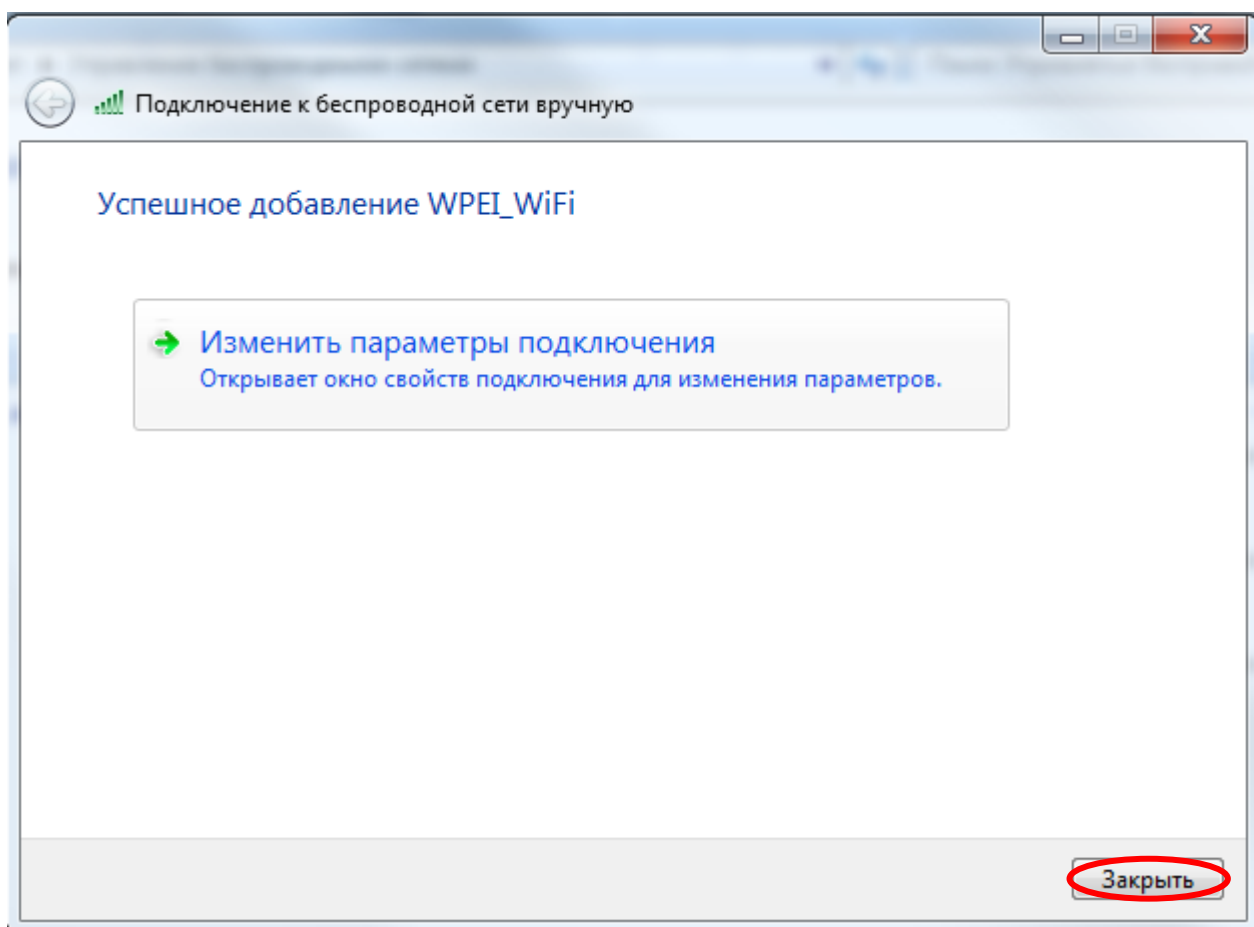 Подключение к беспроводной сети вручную
Успешное добавление WPEI_WiFi
Изменить параметры подключения
Открывает окно свойств подключения для изменения параметров.
Закрыть